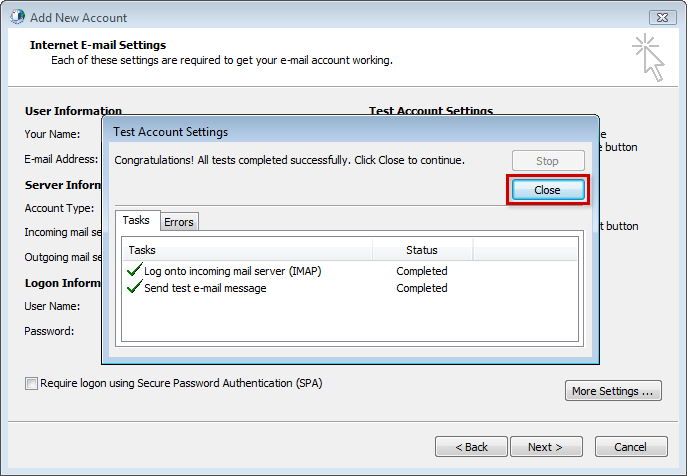 Add New Account
Internet E-mail Settings
Each of these settings are required to get your e-mail account working.
User Information
Test Account Settings
Your Name:
E-mail Address:
button
Server Inform
Account Type:
Incoming mail se
button
Outgoing mail se
Logon Inform
User Name:
Password:
Test Account Settings
Congratulations! All tests completed successfully. Click Close to continue.
Stop
Close
Tasks Errors
Tasks Status
Log onto incoming mail server (IMAP) Completed
Send test e-mail message Completed
Require logon using Secure Password Authentication (SPA)
More Settings ...
< Back Next > Cancel